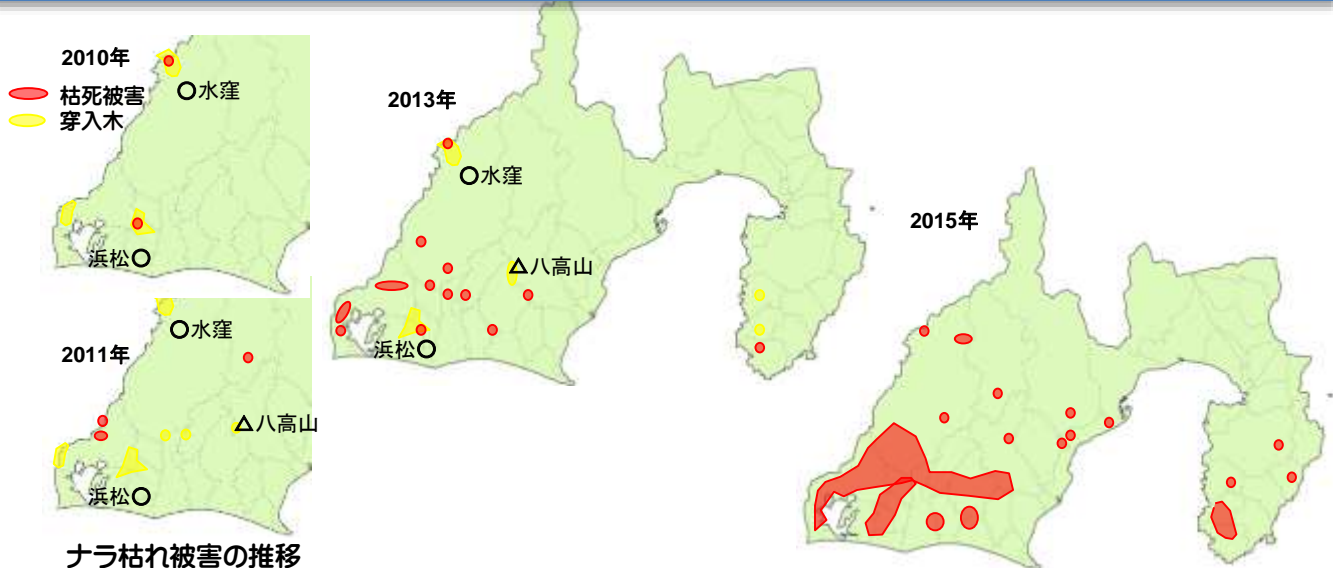 2010年
枯死被害
穿入木
○水窪
浜松○
2011年
○水窪
△八高山
浜松○
ナラ枯れ被害の推移
2013年
○水窪
△八高山
浜松○
2015年